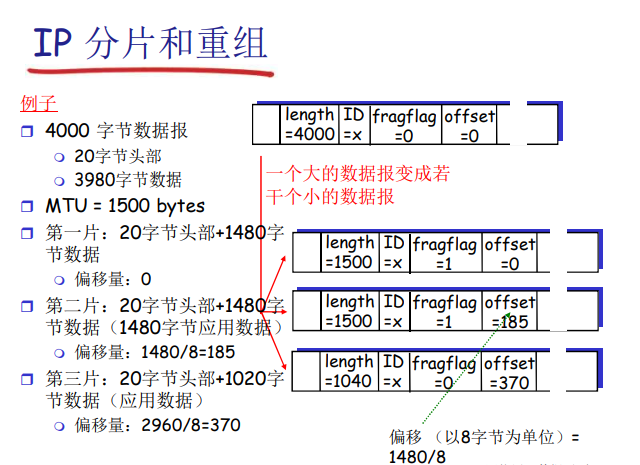 IP 分片和重组
例子
4000 字节数据报
20字节头部
3980字节数据
MTU = 1500 bytes
第一片：20字节头部+1480字
节数据
偏移量：0
第二片：20字节头部+1480字
节数据（1480字节应用数据）
偏移量：1480/8=185
第三片：20字节头部+1020字
节数据（应用数据）
偏移量：2960/8=370
length ID fragflag offset
=4000 =x =0 =0
一个大的数据报变成若
干个小的数据报
length ID fragflag offset
=1500 =x =1 =0
length ID fragflag offset
=1500 =x =1 =185
length ID fragflag offset
=1040 =x =0 =370
偏移 （以8字节为单位）=
1480/8